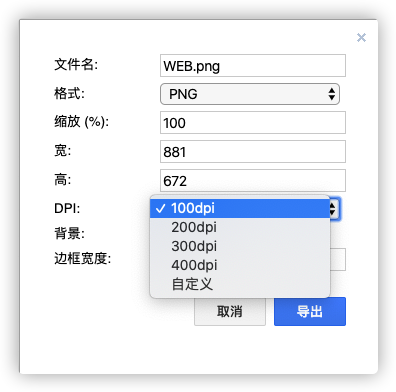 文件名: WEB.png
格式: PNG
缩放 (%): 100
宽: 881
高: 672
DPI: ✓ 100dpi
200dpi
背景: 300dpi
边框宽度: 400dpi
自定义
取消 导出